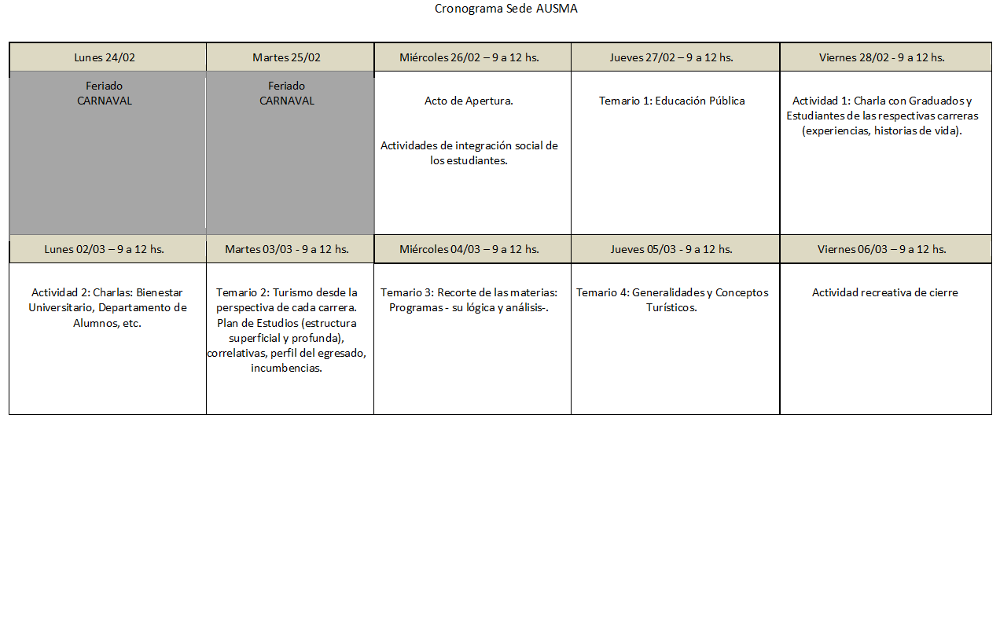 Cronograma Sede AUSMA
Lunes 24/02
Martes 25/02
Miércoles 26/02 – 9 a 12 hs.
Jueves 27/02 – 9 a 12 hs.
Viernes 28/02 - 9 a 12 hs.
Feriado
CARNAVAL
Feriado
CARNAVAL
Acto de Apertura.
Actividades de integración social de
los estudiantes.
Temario 1: Educación Pública
Actividad 1: Charla con Graduados y
Estudiantes de las respectivas carreras
(experiencias, historias de vida).
Lunes 02/03 – 9 a 12 hs.
Martes 03/03 - 9 a 12 hs.
Miércoles 04/03 – 9 a 12 hs.
Jueves 05/03 - 9 a 12 hs.
Viernes 06/03 – 9 a 12 hs.
Actividad 2: Charlas: Bienestar
Universitario, Departamento de
Alumnos, etc.
Temario 2: Turismo desde la
perspectiva de cada carrera.
Plan de Estudios (estructura
superficial y profunda),
correlativas, perfil del egresado,
incumbencias.
Temario 3: Recorte de las materias:
Programas - su lógica y análisis-.
Temario 4: Generalidades y Conceptos
Turísticos.
Actividad recreativa de cierre